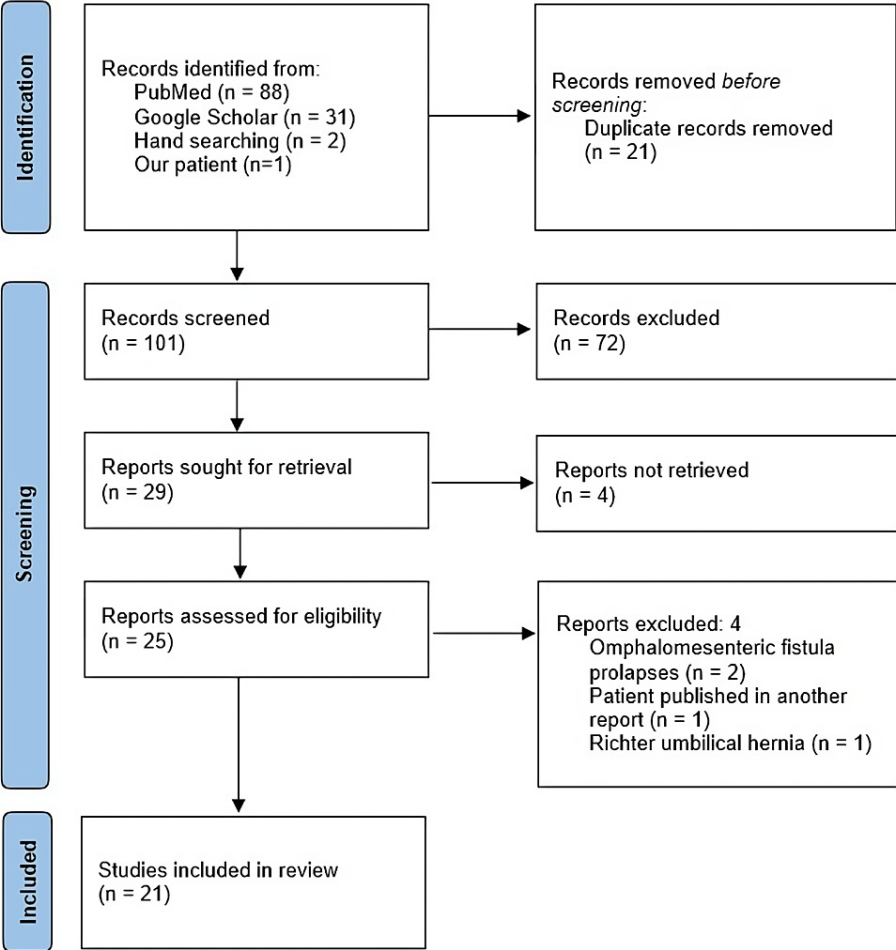 Identification
Records identified from:
PubMed (n = 88)
Google Scholar (n = 31)
Hand searching (n = 2)
Our patient (n=1)
Records removed before
screening:
Duplicate records removed
(n = 21)
Screening
Records screened
(n = 101)
Records excluded
(n = 72)
Reports sought for retrieval
(n = 29)
Reports not retrieved
(n = 4)
Reports assessed for eligibility
(n = 25)
Reports excluded: 4
Omphalomesenteric fistula
prolapses (n = 2)
Patient published in another
report (n = 1)
Richter umbilical hernia (n = 1)
Included
Studies included in review
(n = 21)